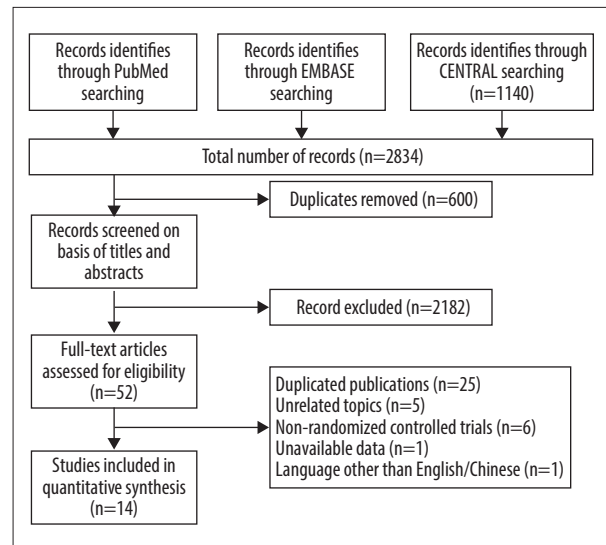 Records identifies
through PubMed
searching
Records identifies
through EMBASE
searching
Records identifies through
CENTRAL searching
(n=1140)
Total number of records (n=2834)
Duplicates removed (n=600)
Records screened on
basis of titles and
abstracts
Record excluded (n=2182)
Full-text articles
assessed for eligibility
(n=52)
Duplicated publications (n=25)
Unrelated topics (n=5)
Non-randomized controlled trials (n=6)
Unavailable data (n=1)
Language other than English/Chinese (n=1)
Studies included in
quantitative synthesis
(n=14)